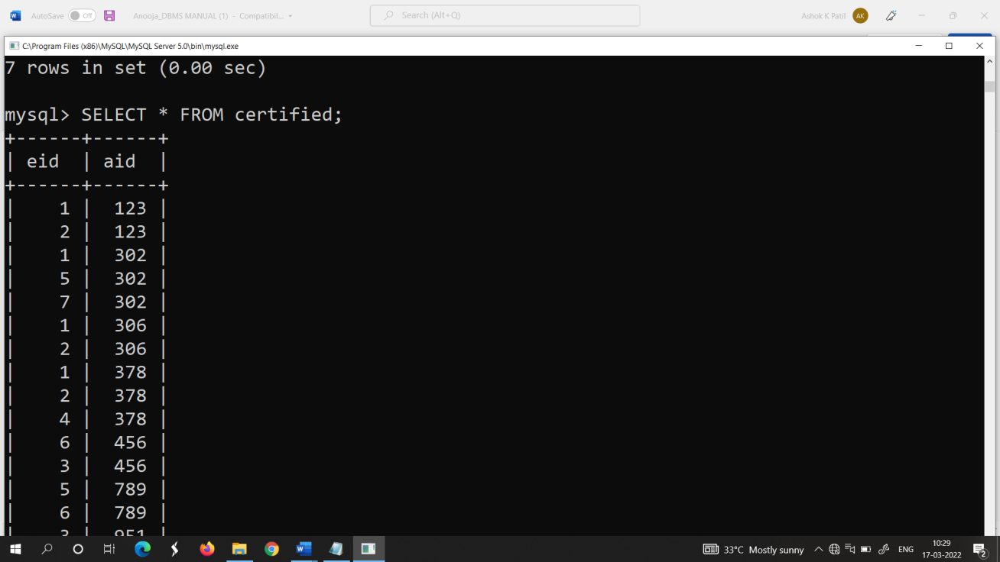 AutoSave Off Anooja_DBMS MANUAL (1) - Compatibil... Search (Alt+Q) Ashok K Patil AK
C:\Program Files (x86)\MySQL\MySQL Server 5.0\bin\mysql.exe
7 rows in set (0.00 sec)
mysql> SELECT * FROM certified;
+------+------+
| eid  | aid  |
+------+------+
|    1 |  123 |
|    2 |  123 |
|    1 |  302 |
|    5 |  302 |
|    7 |  302 |
|    1 |  306 |
|    2 |  306 |
|    1 |  378 |
|    2 |  378 |
|    4 |  378 |
|    6 |  456 |
|    3 |  456 |
|    5 |  789 |
|    6 |  789 |
|    3 |  951 |
33°C Mostly sunny ENG 10:29
17-03-2022 2